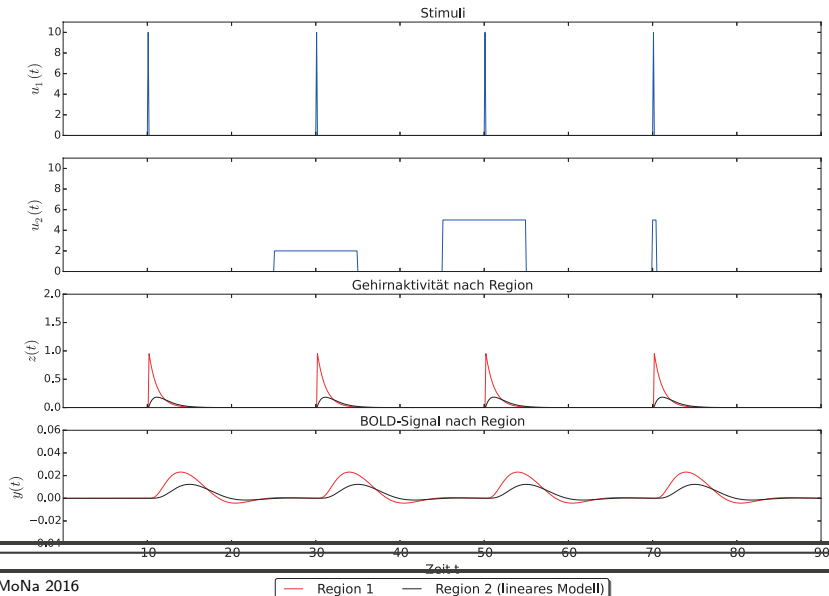 Stimuli
10
8
6
4
2
0
u₁(t)
10
8
6
4
2
0
u₂(t)
Gehirnaktivität nach Region
2.0
1.5
1.0
0.5
0.0
z(t)
BOLD-Signal nach Region
0.06
0.04
0.02
0.00
−0.02
−0.04
y(t)
10 20 30 40 50 60 70 80 90
Zeit t
MoNa 2016
Region 1 Region 2 (lineares Modell)